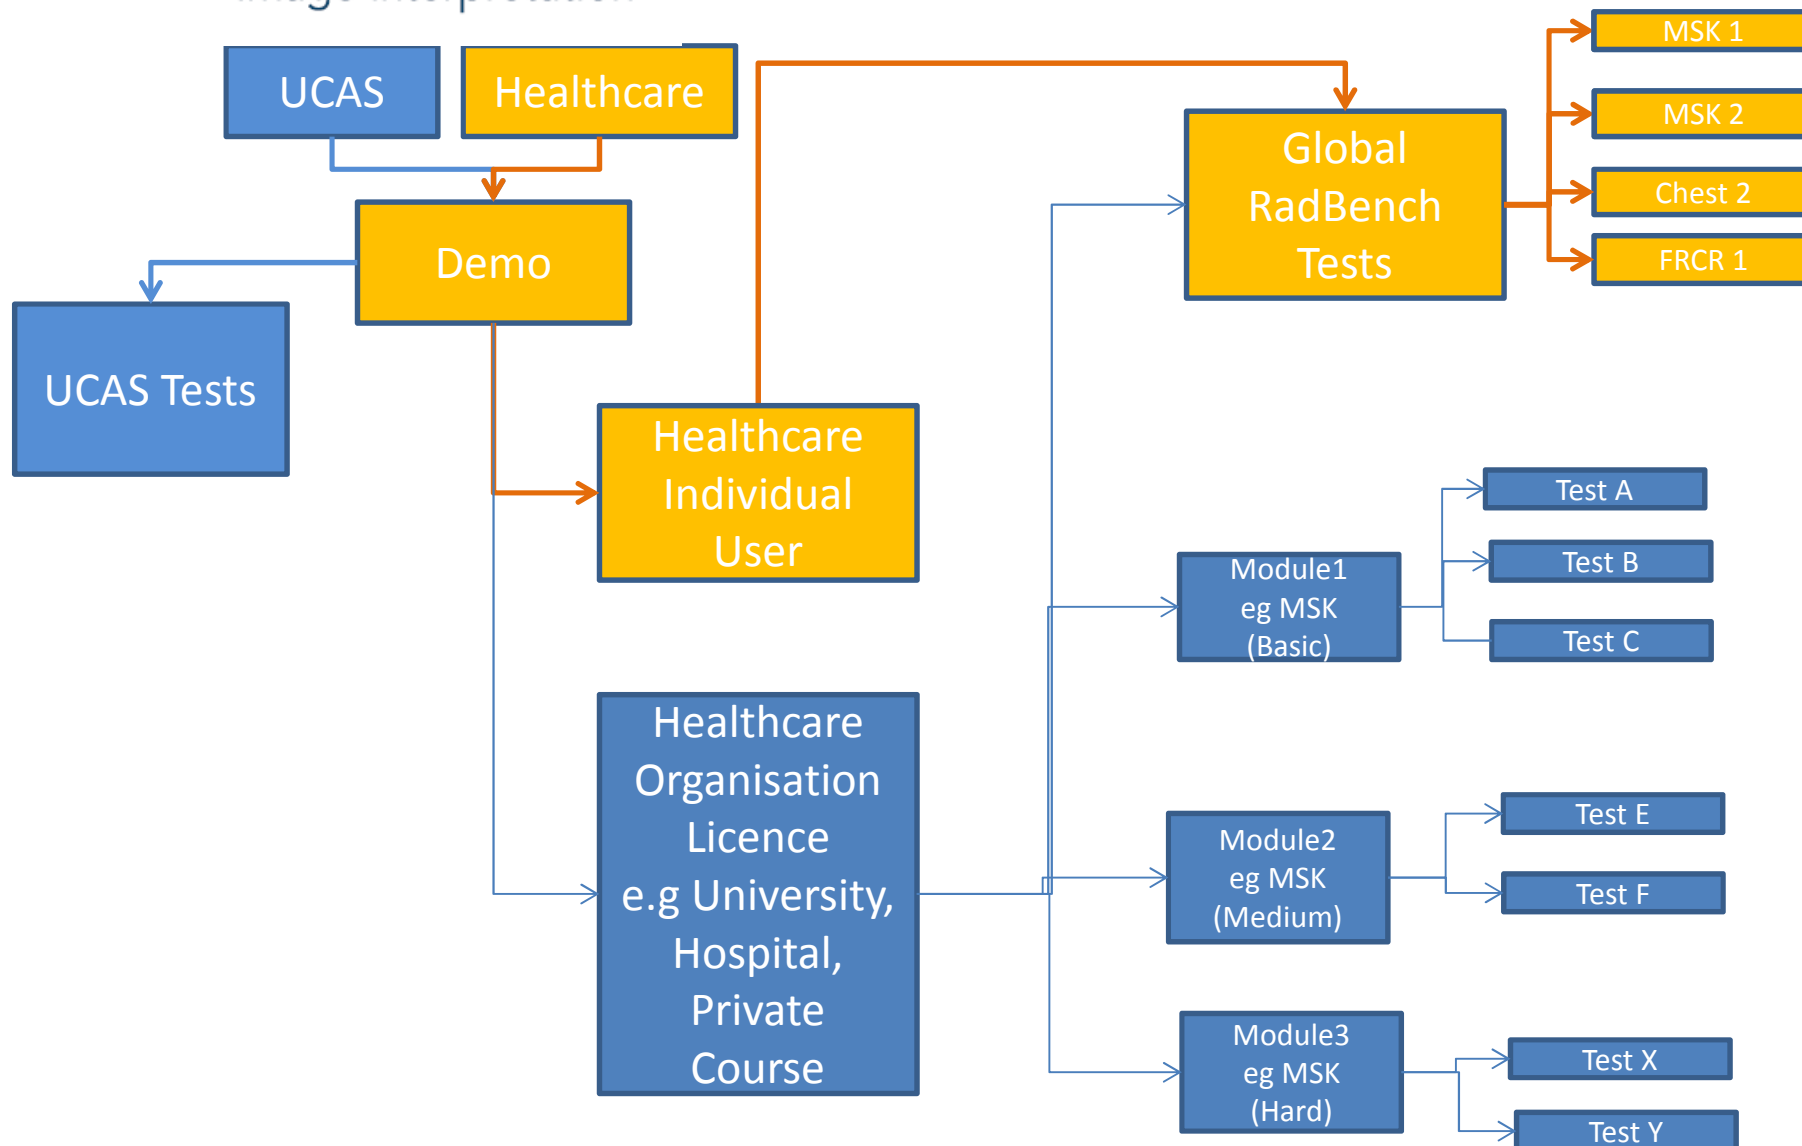 UCAS
Healthcare
Demo
UCAS Tests
Healthcare
Individual
User
Healthcare
Organisation
Licence
e.g University,
Hospital,
Private
Course
Global
RadBench
Tests
MSK 1
MSK 2
Chest 2
FRCR 1
Module1
eg MSK
(Basic)
Test A
Test B
Test C
Module2
eg MSK
(Medium)
Test E
Test F
Module3
eg MSK
(Hard)
Test X
Test Y